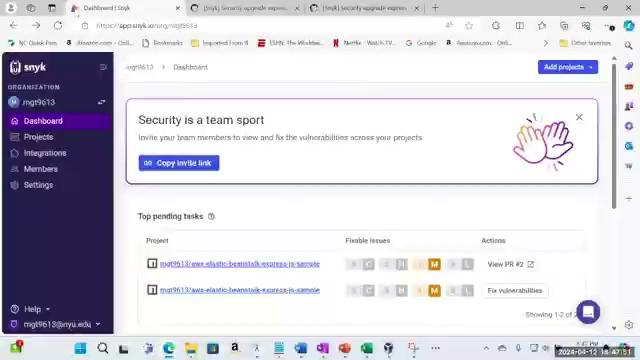 Dashboard | Snyk
[Snyk] Security upgrade expres
[Snyk] Security upgrade expres
https://app.snyk.io/org/mgt9613
NC Quick Pass
Amazon.com - Onlin...
Bookmarks
Imported From IE
ESPN: The Worldwi...
Netflix - Watch TV...
Google
Amazon.com - Onli...
Other favorites
snyk
mgt9613
Dashboard
Add projects
ORGANIZATION
M mgt9613
Dashboard
Projects
Integrations
Members
Settings
Security is a team sport
Invite your team members to view and fix the vulnerabilities across your projects
Copy invite link
Top pending tasks
Project
Fixable Issues
Actions
mgt9613/aws-elastic-beanstalk-express-js-sample
C H M L
View PR #2
mgt9613/aws-elastic-beanstalk-express-js-sample
C H M L
Fix vulnerabilities
Showing 1-2 of
Help
mgt9613@nyu.edu
2024-04-12